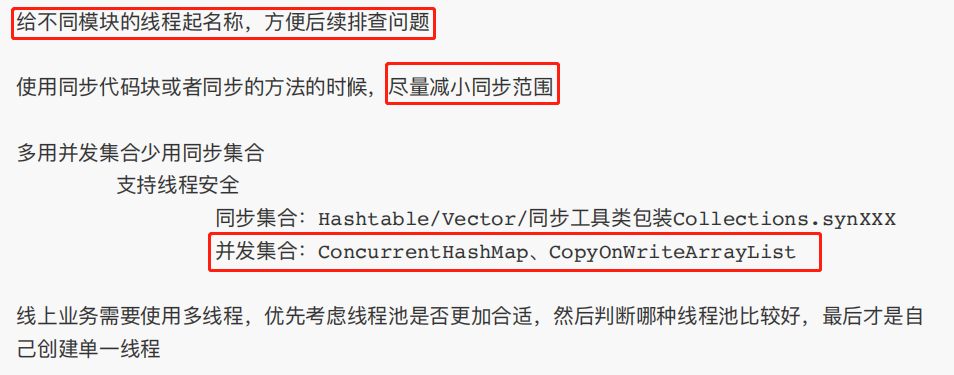 给不同模块的线程起名称，方便后续排查问题
使用同步代码块或者同步的方法的时候，尽量减小同步范围
多用并发集合少用同步集合
支持线程安全
同步集合：Hashtable/Vector/同步工具类包装Collections.synXXX
并发集合：ConcurrentHashMap、CopyOnWriteArrayList
线上业务需要使用多线程，优先考虑线程池是否更加合适，然后判断哪种线程池比较好，最后才是自
己创建单一线程